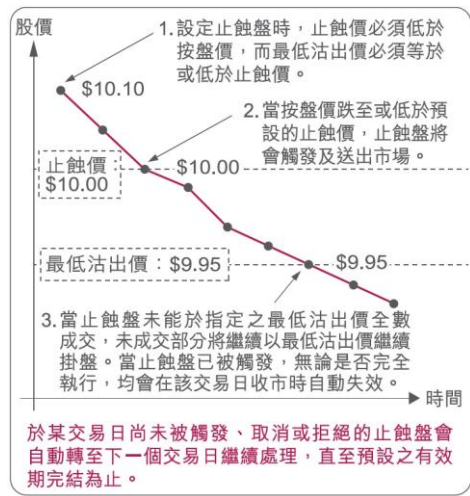 股價
1. 設定止蝕盤時，止蝕價必須低於
按盤價，而最低沽出價必須等於
或低於止蝕價。
$10.10
2. 當按盤價跌至或低於預
設的止蝕價，止蝕盤將
會觸發及送出市場。
止蝕價：
$10.00
$10.00
最低沽出價：$9.95
$9.95
3. 當止蝕盤未能於指定之最低沽出價全數
成交，未成交部分將繼續以最低沽出價繼續
掛盤。當止蝕盤已被觸發，無論是否完全
執行，均會在該交易日收市時自動失效。
時間
於某交易日尚未被觸發、取消或拒絕的止蝕盤會
自動轉至下一個交易日繼續處理，直至預設之有效
期完結為止。